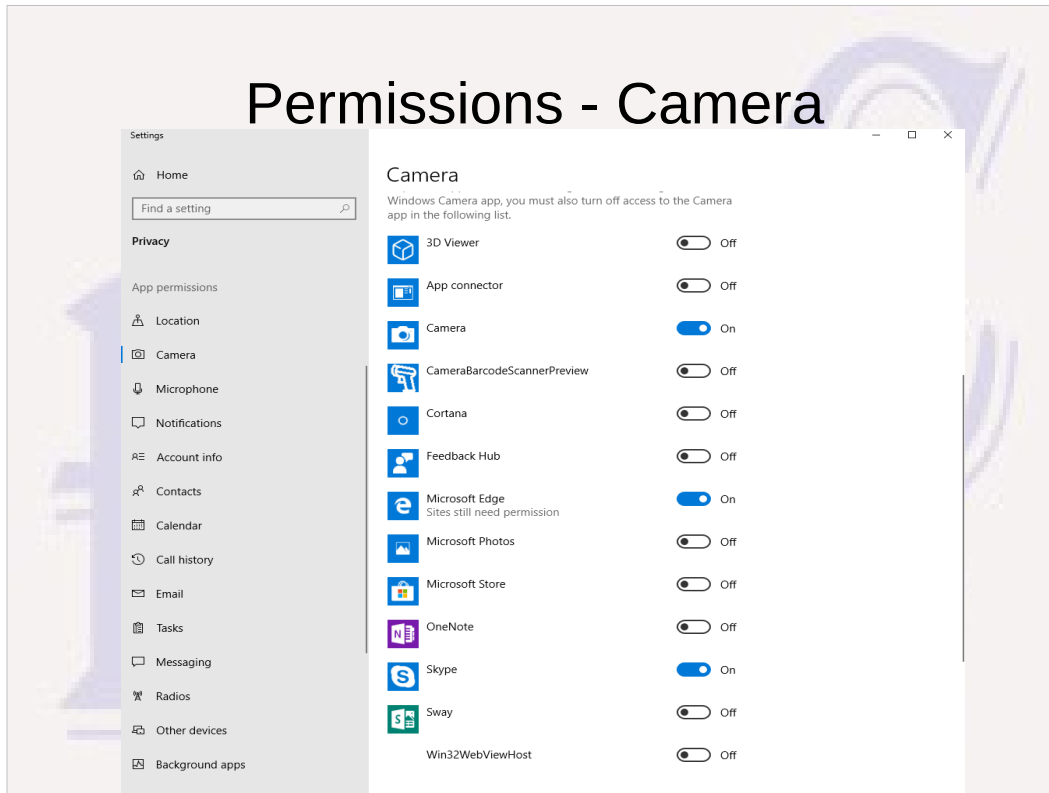 Permissions - Camera
Settings
Home
Find a setting
Privacy
App permissions
Location
Camera
Microphone
Notifications
Account info
Contacts
Calendar
Call history
Email
Tasks
Messaging
Radios
Other devices
Background apps
Camera
Windows Camera app, you must also turn off access to the Camera
app in the following list.
3D Viewer Off
App connector Off
Camera On
CameraBarcodeScannerPreview Off
Cortana Off
Feedback Hub Off
Microsoft Edge On
Sites still need permission
Microsoft Photos Off
Microsoft Store Off
OneNote Off
Skype On
Sway Off
Win32WebViewHost Off